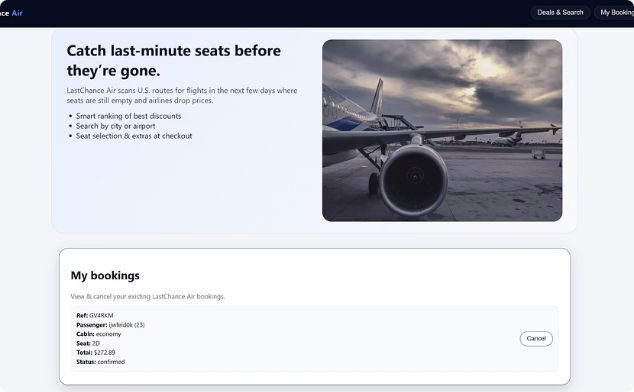 nce Air
Deals & Search
My Booking
Catch last-minute seats before
they're gone.
LastChance Air scans U.S. routes for flights in the next few days where
seats are still empty and airlines drop prices.
• Smart ranking of best discounts
• Search by city or airport
• Seat selection & extras at checkout
My bookings
View & cancel your existing LastChance Air bookings.
Ref: GV4RKM
Passenger: ijwfeid0k (23)
Cabin: economy
Seat: 2D
Total: $272.89
Status: confirmed
Cancel